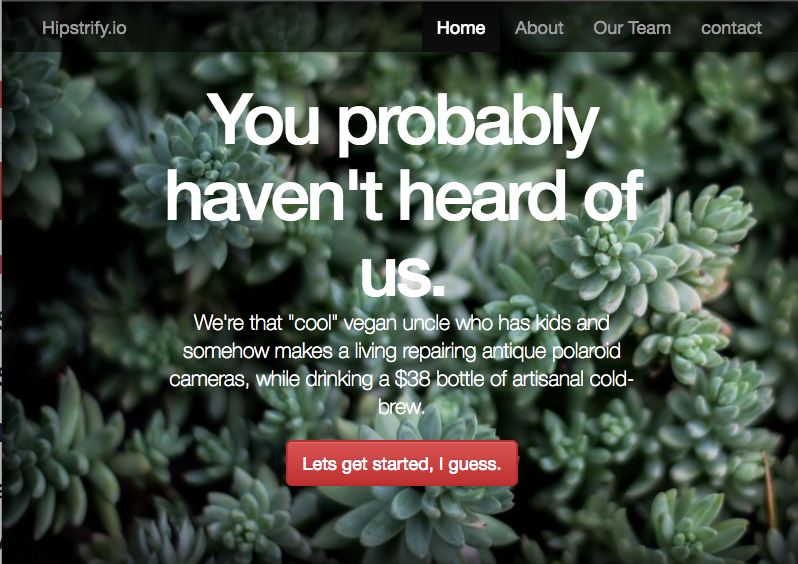 Hipstrify.io
Home
About
Our Team
contact
You probably
haven't heard of
us.
We're that "cool" vegan uncle who has kids and
somehow makes a living repairing antique polaroid
cameras, while drinking a $38 bottle of artisanal cold-
brew.
Lets get started, I guess.